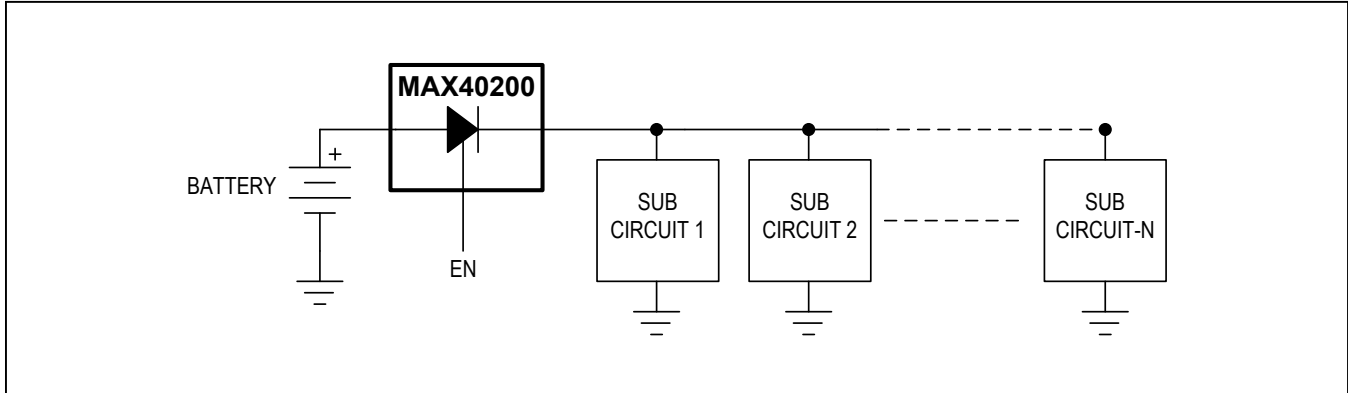 MAX40200
+
BATTERY
EN
SUB
CIRCUIT 1
SUB
CIRCUIT 2
SUB
CIRCUIT-N